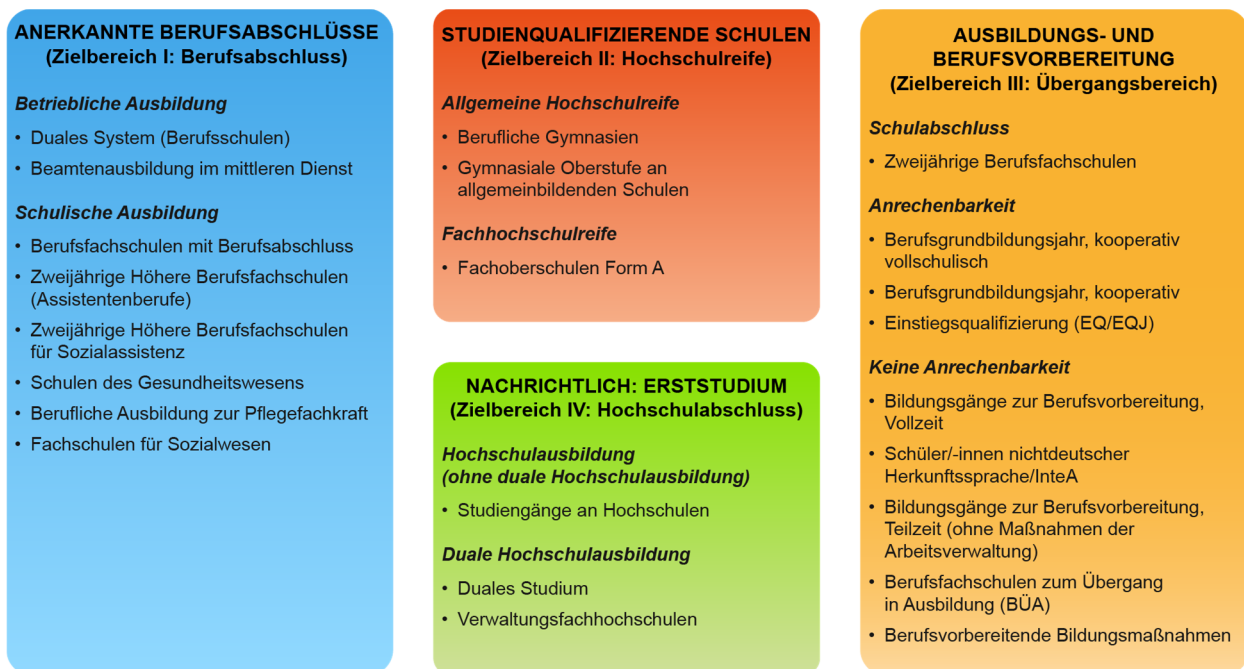 ANERKANNTE BERUFSABSCHLÜSSE
(Zielbereich I: Berufsabschluss)
Betriebliche Ausbildung
• Duales System (Berufsschulen)
• Beamtenausbildung im mittleren Dienst
Schulische Ausbildung
• Berufsfachschulen mit Berufsabschluss
• Zweijährige Höhere Berufsfachschulen
(Assistentenberufe)
• Zweijährige Höhere Berufsfachschulen
für Sozialassistenz
• Schulen des Gesundheitswesens
• Berufliche Ausbildung zur Pflegefachkraft
• Fachschulen für Sozialwesen
STUDIENQUALIFIZIERENDE SCHULEN
(Zielbereich II: Hochschulreife)
Allgemeine Hochschulreife
• Berufliche Gymnasien
• Gymnasiale Oberstufe an
allgemeinbildenden Schulen
Fachhochschulreife
• Fachoberschulen Form A
NACHRICHTLICH: ERSTSTUDIUM
(Zielbereich IV: Hochschulabschluss)
Hochschulausbildung
(ohne duale Hochschulausbildung)
• Studiengänge an Hochschulen
Duale Hochschulausbildung
• Duales Studium
• Verwaltungsfachhochschulen
AUSBILDUNGS- UND
BERUFSVORBEREITUNG
(Zielbereich III: Übergangsbereich)
Schulabschluss
• Zweijährige Berufsfachschulen
Anrechenbarkeit
• Berufsgrundbildungsjahr, kooperativ
vollschulisch
• Berufsgrundbildungsjahr, kooperativ
• Einstiegsqualifizierung (EQ/EQJ)
Keine Anrechenbarkeit
• Bildungsgänge zur Berufsvorbereitung,
Vollzeit
• Schüler/-innen nichtdeutscher
Herkunftssprache/InteA
• Bildungsgänge zur Berufsvorbereitung,
Teilzeit (ohne Maßnahmen der
Arbeitsverwaltung)
• Berufsfachschulen zum Übergang
in Ausbildung (BÜA)
• Berufsvorbereitende Bildungsmaßnahmen